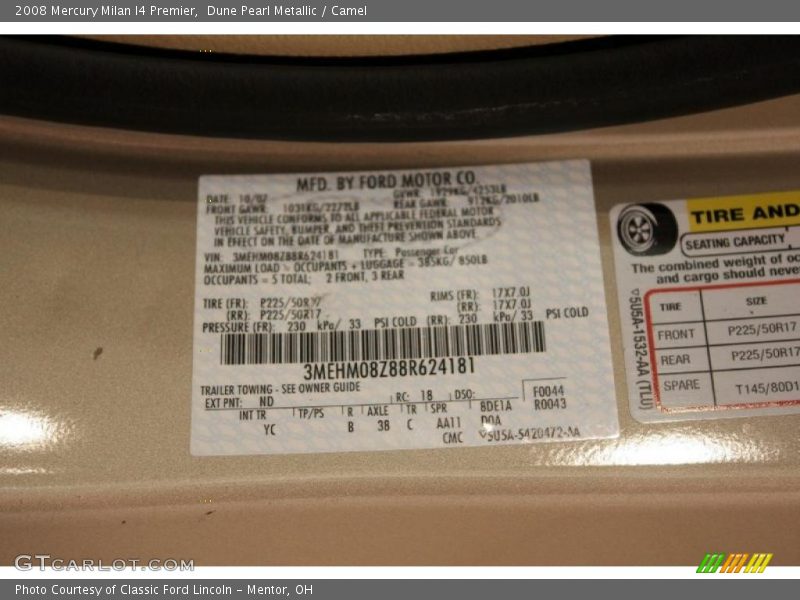 2008 Mercury Milan I4 Premier,  Dune Pearl Metallic / Camel
MFD. BY FORD MOTOR CO.
DATE: 10/07 GVWR: 1929KG/4253LB
FRONT GAWR: 1031KG/2272LB REAR GAWR: 912KG/2010LB
THIS VEHICLE CONFORMS TO ALL APPLICABLE FEDERAL MOTOR
VEHICLE SAFETY, BUMPER, AND THEFT PREVENTION STANDARDS
IN EFFECT ON THE DATE OF MANUFACTURE SHOWN ABOVE.
VIN: 3MEHM08Z88R624181 TYPE: Passenger Car
MAXIMUM LOAD = OCCUPANTS + LUGGAGE = 385KG/ 850LB
OCCUPANTS = 5 TOTAL; 2 FRONT, 3 REAR
TIRE (FR): P225/50R17 RIMS (FR): 17X7.0J
(RR): P225/50R17 (RR): 17X7.0J
PRESSURE (FR): 230 kPa/ 33 PSI COLD (RR): 230 kPa/ 33 PSI COLD
3MEHM08Z88R624181
TRAILER TOWING - SEE OWNER GUIDE
EXT PNT: ND RC: 18 DSO: F0044
R0043
INT TR TP/PS R AXLE TR SPR BDE1A
YC B 38 C AA11 DOA
CMC 5U5A-5420472-AA
TIRE AND
SEATING CAPACITY
The combined weight of oc
and cargo should neve
5U5A-1532-AA (TLU)
TIRE SIZE
FRONT P225/50R17
REAR P225/50R17
SPARE T145/80D1
GTCARLOT.COM
Photo Courtesy of Classic Ford Lincoln - Mentor, OH